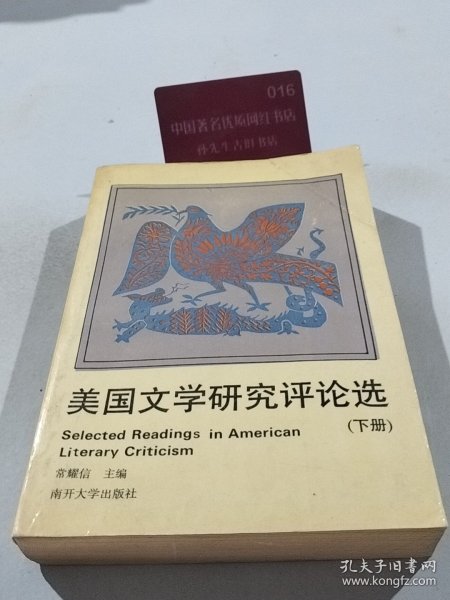 016
中国著名优质网红书店
孙先生古旧书店
美国文学研究评论选
(下册)
Selected Readings in American
Literary Criticism
常耀信 主编
南开大学出版社
孔夫子旧书网
www.kongfz.com